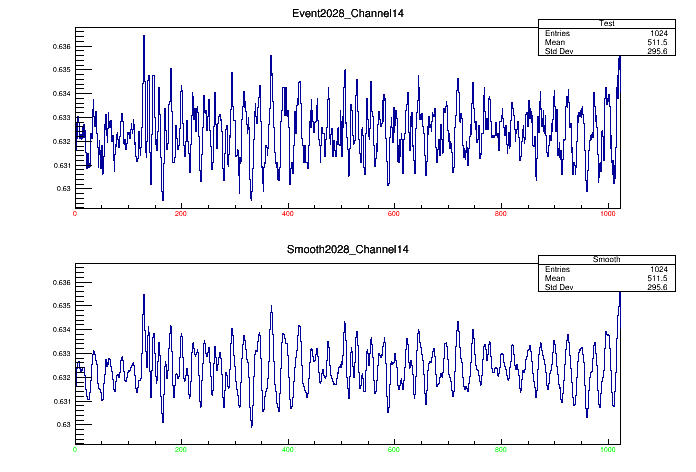 Event2028_Channel14
Test
Entries 1024
Mean 511.5
Std Dev 295.6
0.636
0.635
0.634
0.633
0.632
0.631
0.63
0 200 400 600 800 1000
Smooth2028_Channel14
Smooth
Entries 1024
Mean 511.5
Std Dev 295.6
0.636
0.635
0.634
0.633
0.632
0.631
0.63
0 200 400 600 800 1000